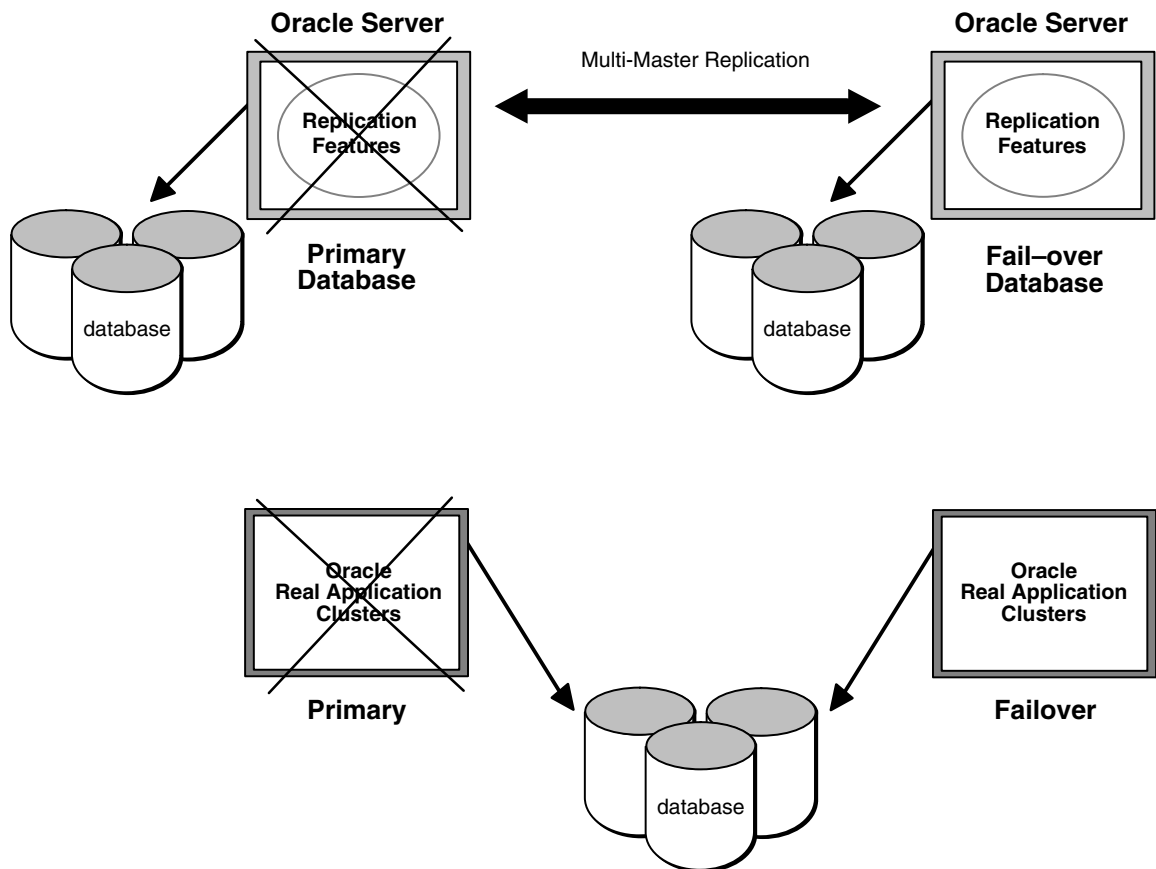 Oracle Server
Oracle Server
Multi-Master Replication
Replication
Features
Replication
Features
Primary
Database
Fail–over
Database
database
database
Oracle
Real Application
Clusters
Oracle
Real Application
Clusters
Primary
Failover
database